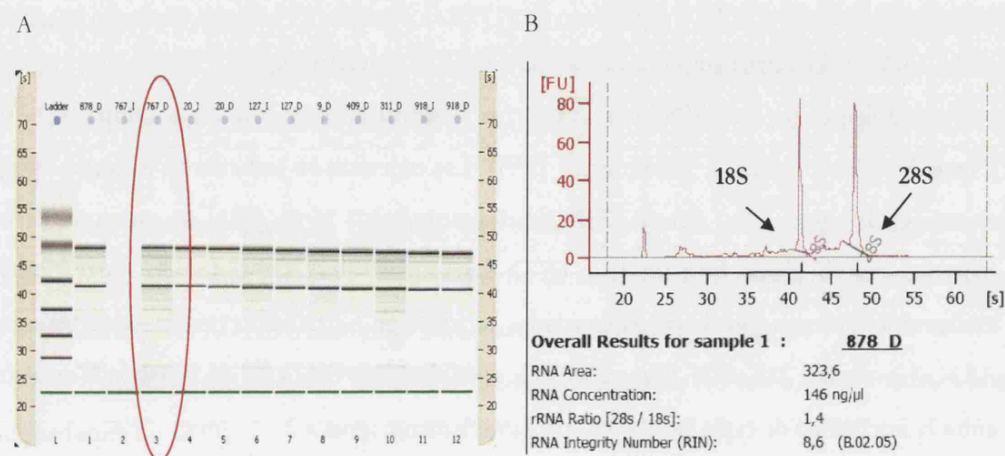 A
B
[s]
[s]
Ladder 878_D 767_I 767_D 20_I 20_D 127_I 127_D 9_D 409_D 311_D 918_I 918_D
70 70
65 65
60 60
55 55
50 50
45 45
40 40
35 35
30 30
25 25
20 20
L 1 2 3 4 5 6 7 8 9 10 11 12
[FU]
80
60
40
20
0
18S
28S
18S
28S
20 25 30 35 40 45 50 55 60 [s]
Overall Results for sample 1 : 878 D
RNA Area: 323,6
RNA Concentration: 146 ng/µl
rRNA Ratio [28s / 18s]: 1,4
RNA Integrity Number (RIN): 8,6 (B.02.05)